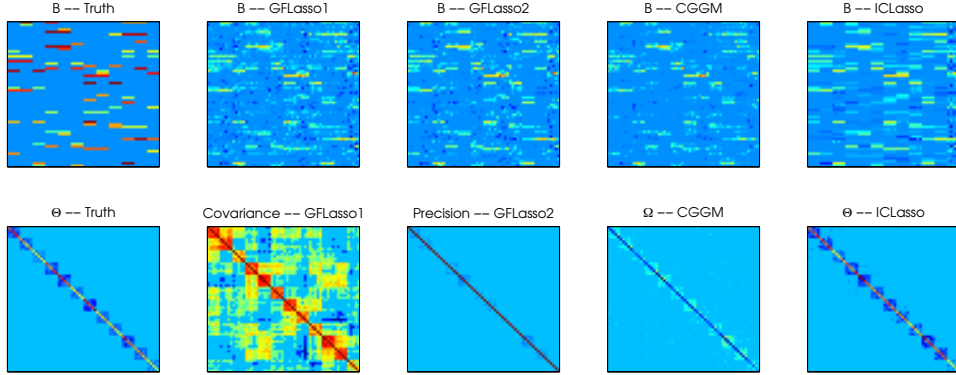 B −− Truth
B −− GFLasso1
B −− GFLasso2
B −− CGGM
B −− ICLasso
Θ −− Truth
Covariance −− GFLasso1
Precision −− GFLasso2
Ω −− CGGM
Θ −− ICLasso